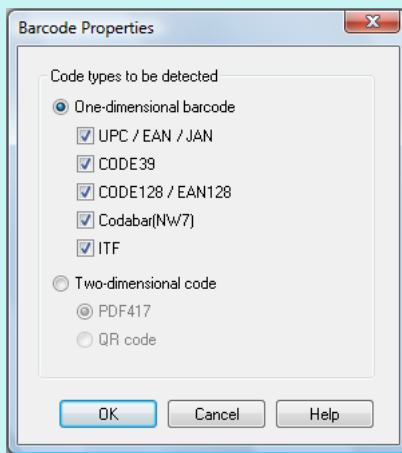 Barcode Properties
Code types to be detected
One-dimensional barcode
UPC / EAN / JAN
CODE39
CODE128 / EAN128
Codabar(NW7)
ITF
Two-dimensional code
PDF417
QR code
OK Cancel Help